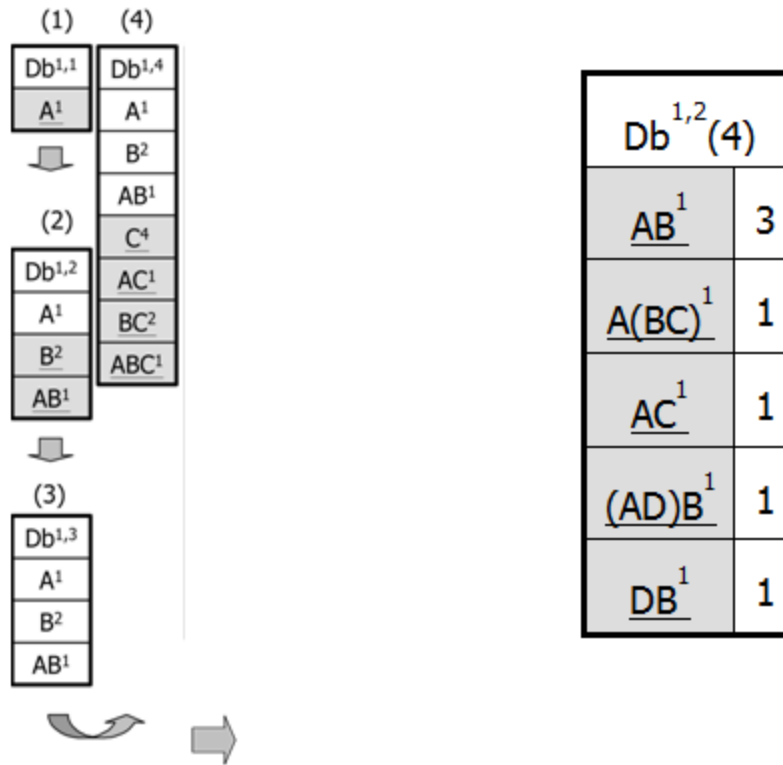 (1)
Db¹,¹
A¹
(2)
Db¹,²
A¹
B²
AB¹
(3)
Db¹,³
A¹
B²
AB¹
(4)
Db¹,⁴
A¹
B²
AB¹
C⁴
AC¹
BC²
ABC¹
Db¹,²(4)
AB¹ 3
A(BC)¹ 1
AC¹ 1
(AD)B¹ 1
DB¹ 1